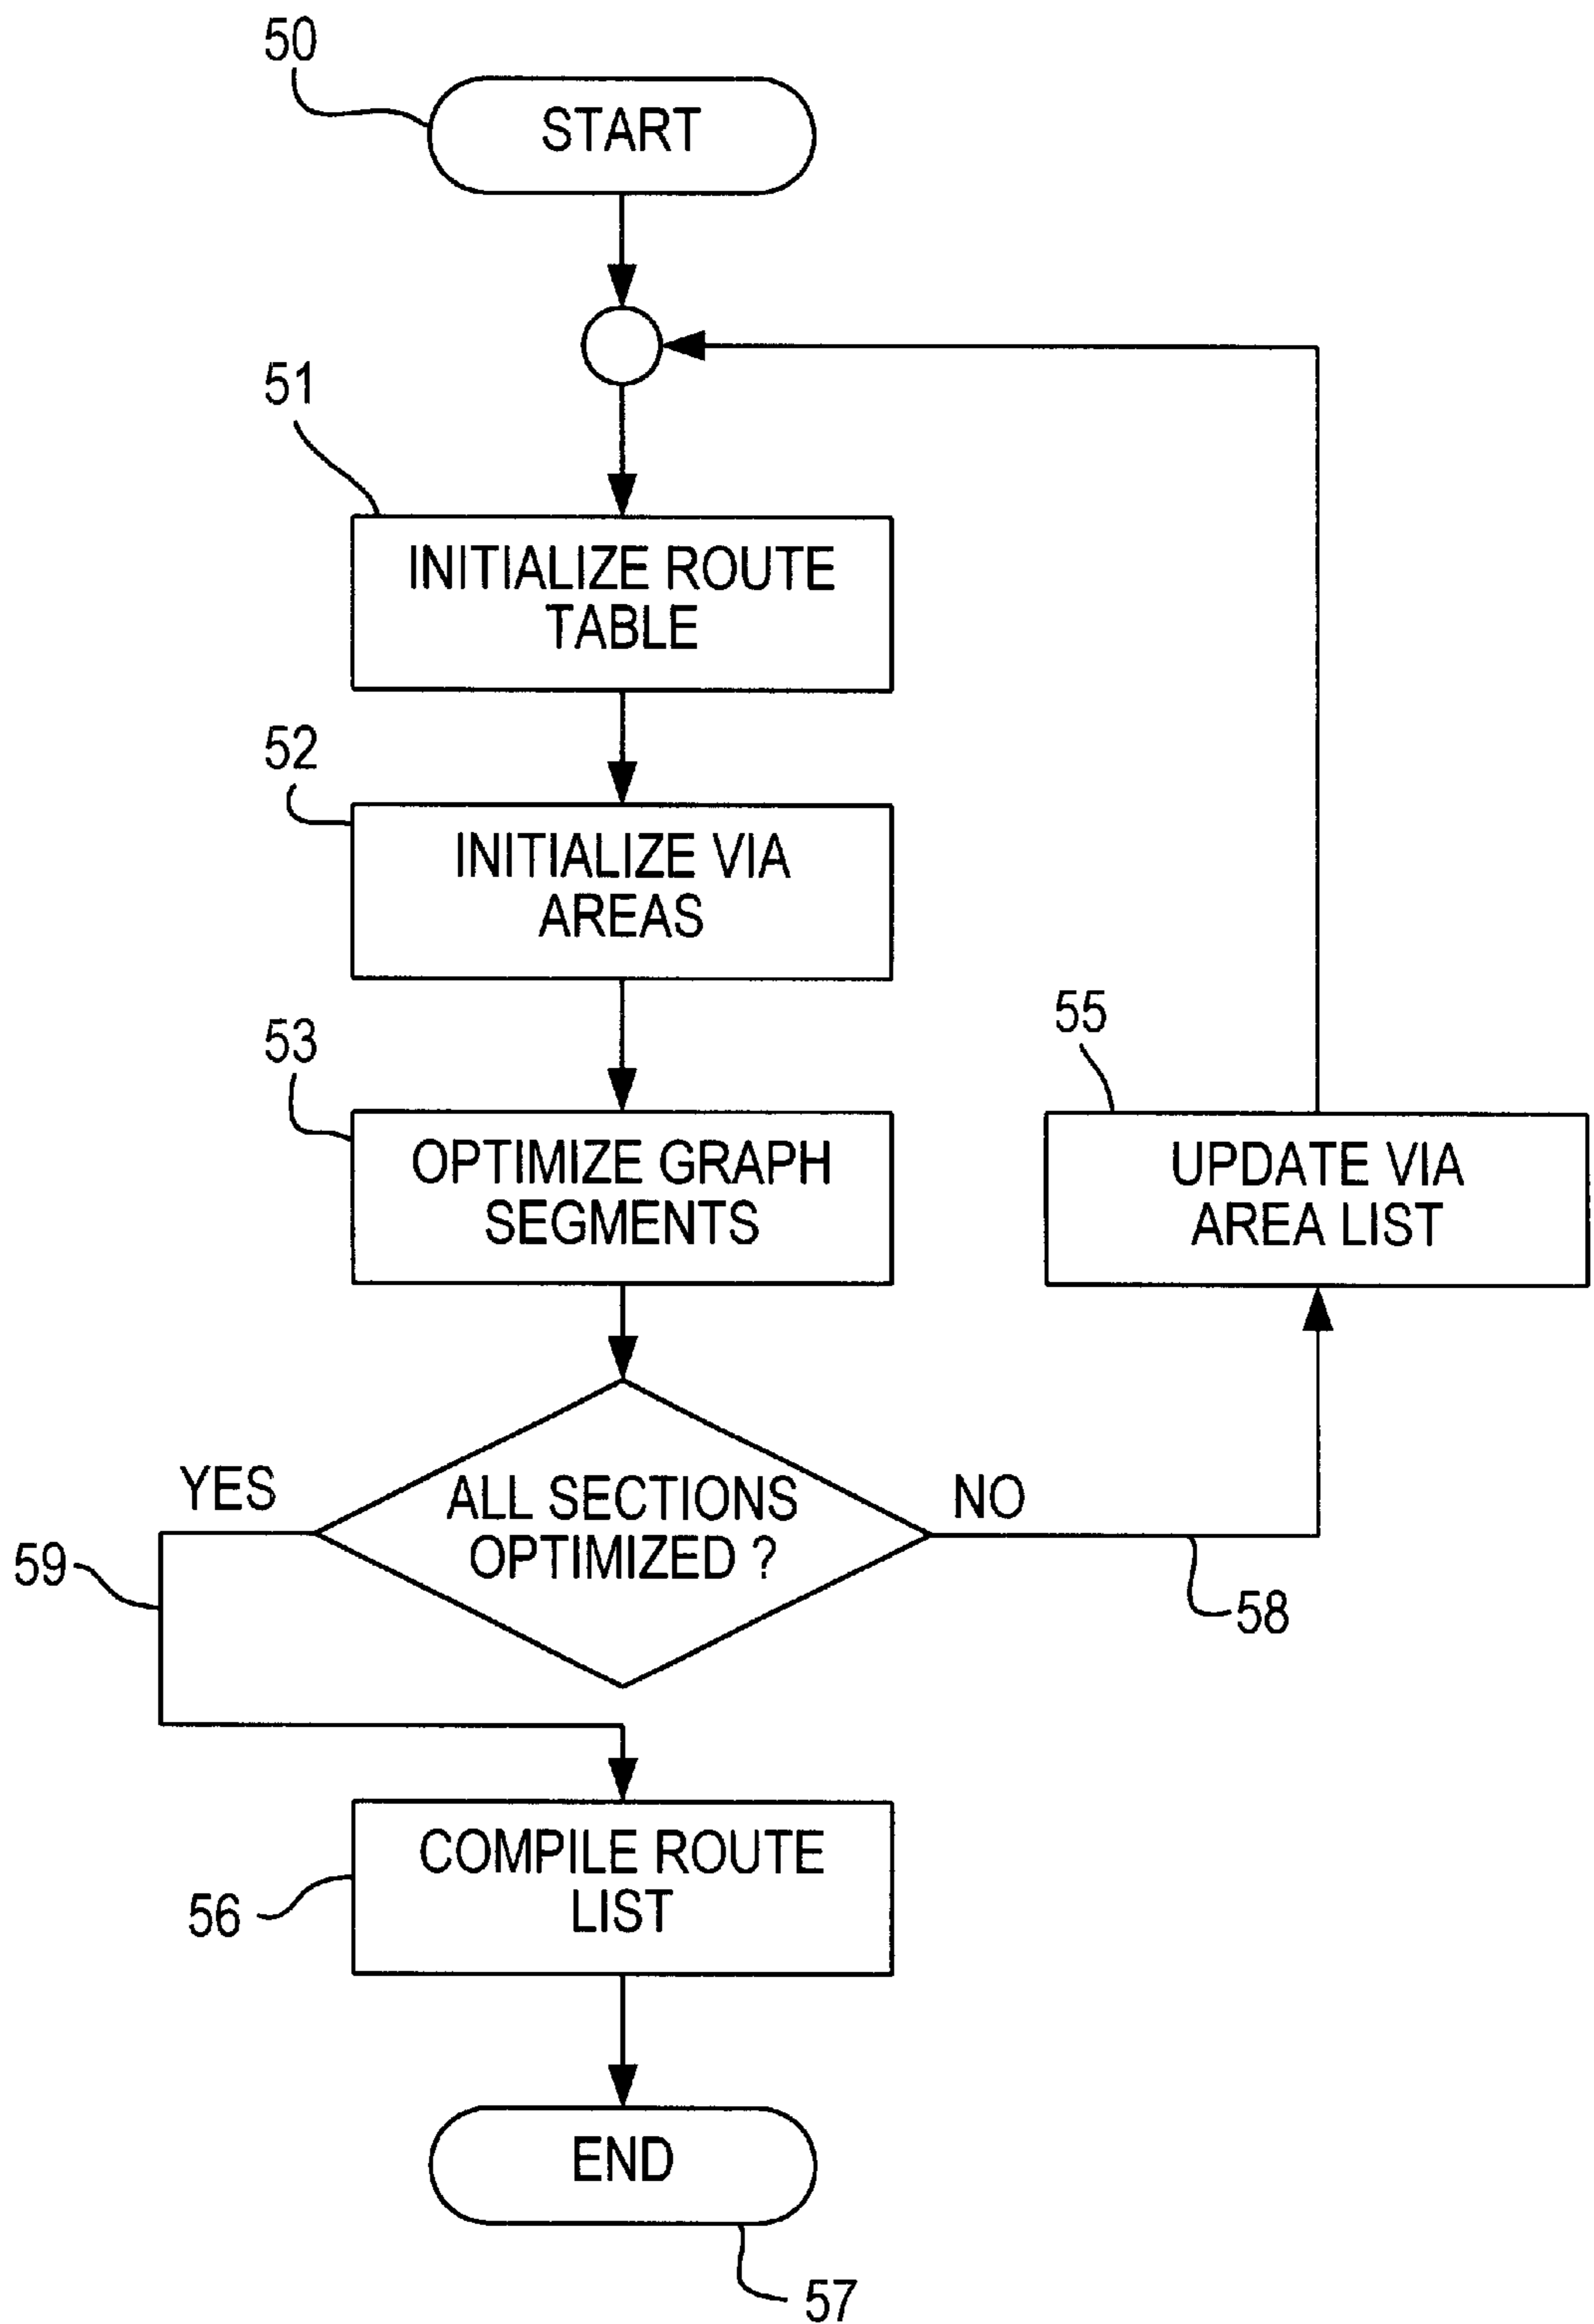 50
START
51
INITIALIZE ROUTE
TABLE
52
INITIALIZE VIA
AREAS
53
OPTIMIZE GRAPH
SEGMENTS
55
UPDATE VIA
AREA LIST
YES
ALL SECTIONS
OPTIMIZED ?
NO
59
58
COMPILE ROUTE
LIST
56
END
57